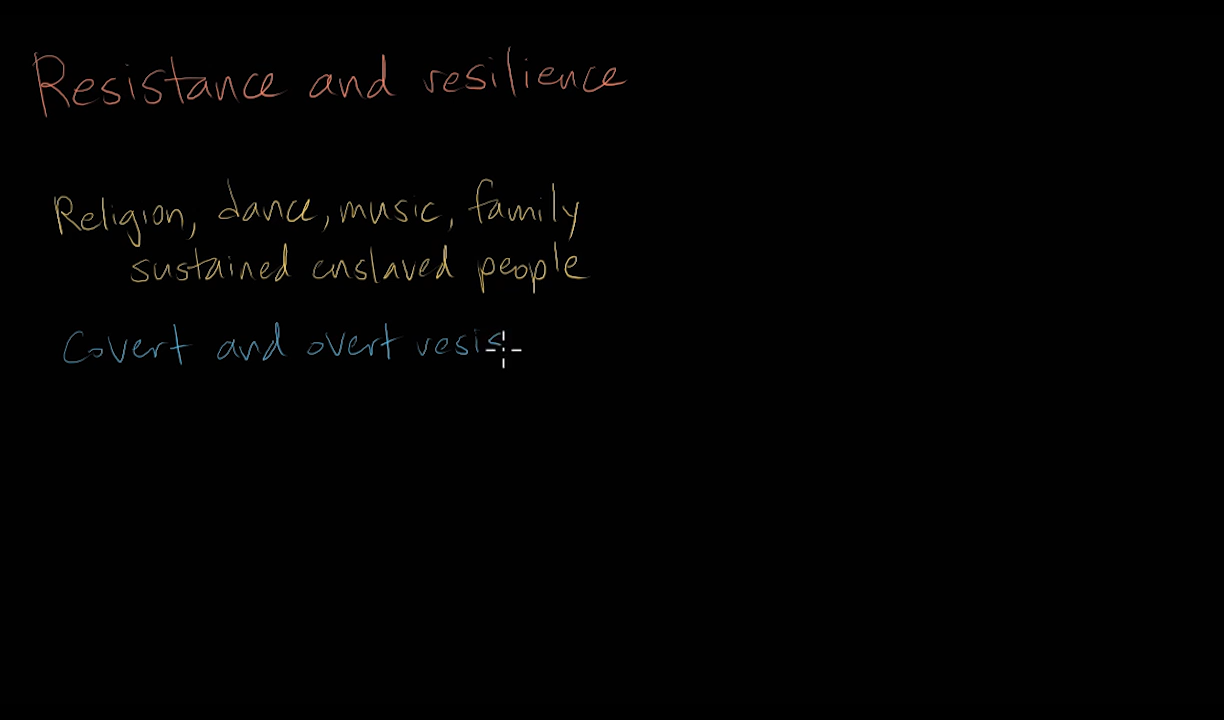 Resistance and resilience
Religion, dance, music, family
sustained enslaved people
Covert and overt resis